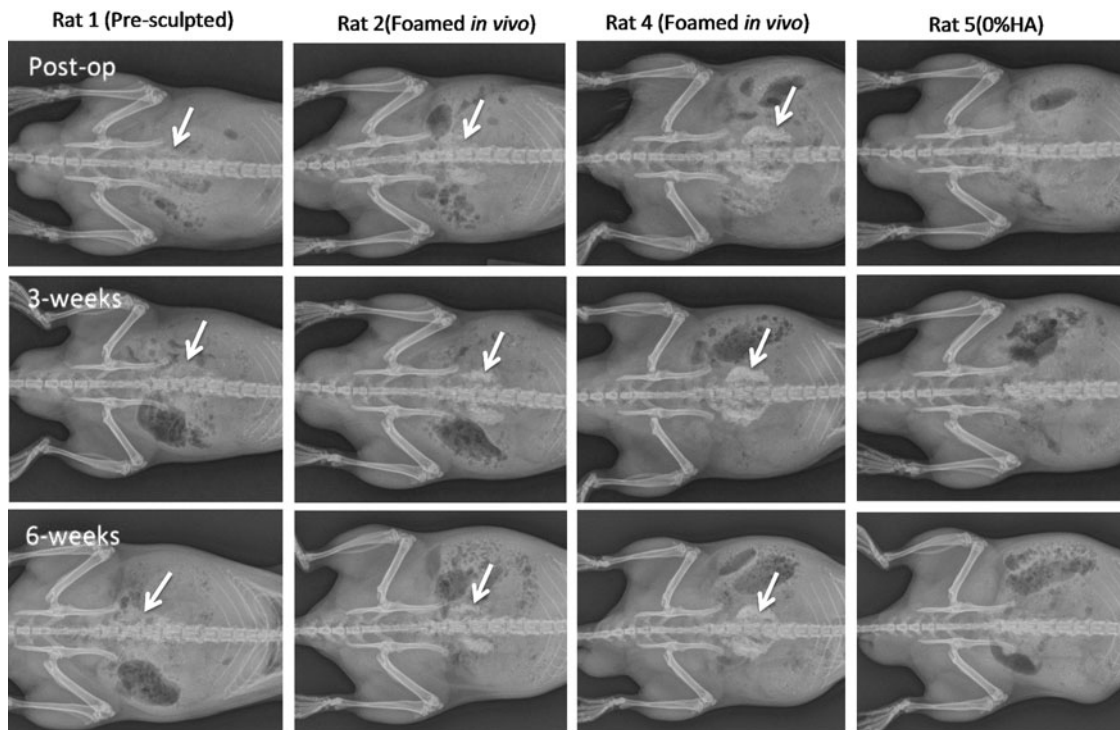 Rat 1 (Pre-sculpted) Rat 2(Foamed in vivo) Rat 4 (Foamed in vivo) Rat 5(0%HA)
Post-op
3-weeks
6-weeks